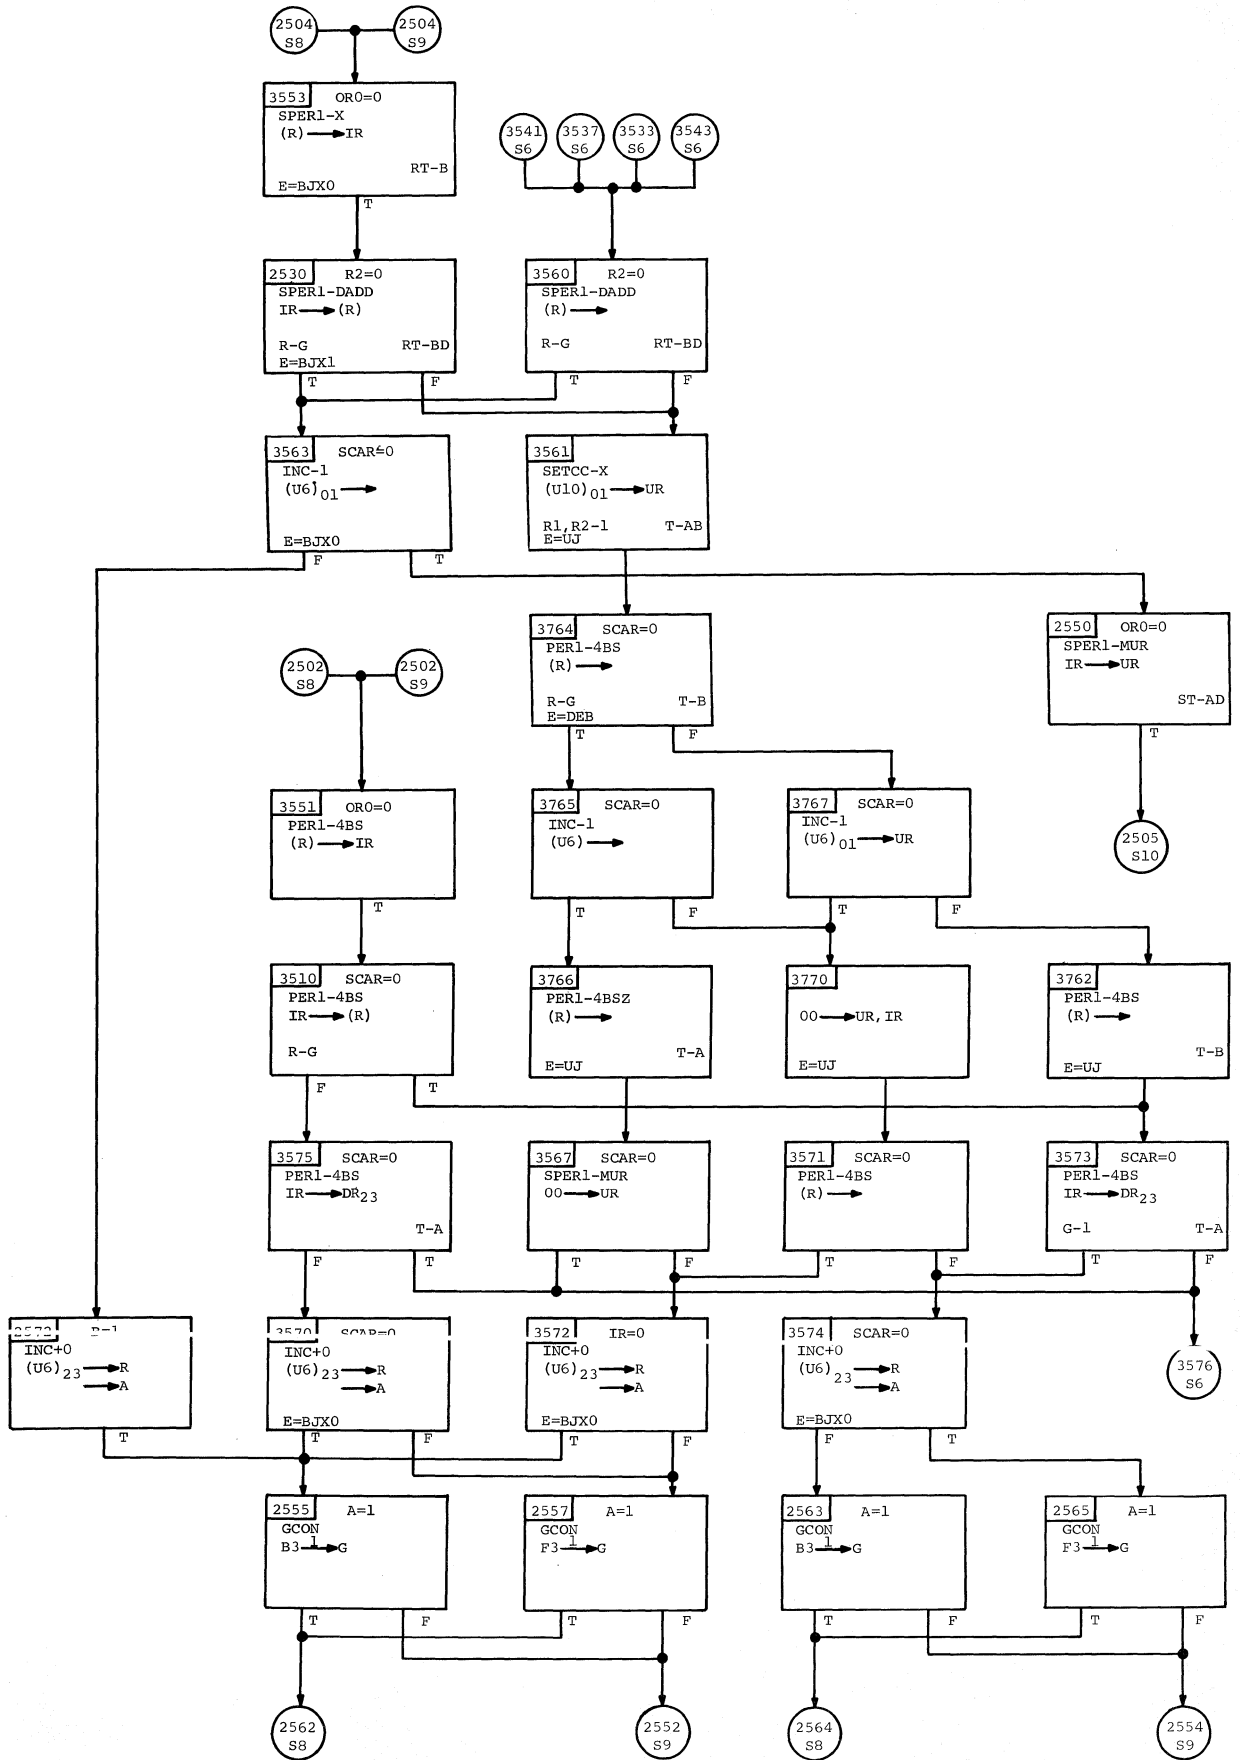 2504
S8
2504
S9
3553 OR0=0
SPER1-X
(R) → IR
RT-B
E=BJX0
T
3541
S6
3537
S6
3533
S6
3543
S6
2530 R2=0
SPER1-DADD
IR → (R)
R-G RT-BD
E=BJX1
T F
3560 R2=0
SPER1-DADD
(R) →
R-G RT-BD
T F
3563 SCAR≤0
INC-1
(U6)01 →
E=BJX0
F T
3561
SETCC-X
(U10)01 → UR
R1,R2-1 T-AB
E=UJ
3764 SCAR=0
PER1-4BS
(R) →
R-G T-B
E=DEB
T F
2550 OR0=0
SPER1-MUR
IR → UR
ST-AD
T
2502
S8
2502
S9
3551 OR0=0
PER1-4BS
(R) → IR
T
3765 SCAR=0
INC-1
(U6) →
T F
3767 SCAR=0
INC-1
(U6)01 → UR
T F
2505
S10
3510 SCAR=0
PER1-4BS
IR → (R)
R-G
F T
3766
PER1-4BSZ
(R) →
T-A
E=UJ
3770
00 → UR,IR
E=UJ
3762
PER1-4BS
(R) →
T-B
E=UJ
3575 SCAR=0
PER1-4BS
IR → DR23
T-A
F T
3567 SCAR=0
SPER1-MUR
00 → UR
T F
3571 SCAR=0
PER1-4BS
(R) →
T F
3573 SCAR=0
PER1-4BS
IR → DR23
G-1 T-A
T F
INC+0
(U6)23 → R
→ A
T
3570 SCAR=0
INC+0
(U6)23 → R
→ A
E=BJX0
T F
3572 IR=0
INC+0
(U6)23 → R
→ A
E=BJX0
T F
3574 SCAR=0
INC+0
(U6)23 → R
→ A
E=BJX0
F T
3576
S6
2555 A=1
GCON
B3 1→ G
T F
2557 A=1
GCON
F3 1→ G
T F
2563 A=1
GCON
B3 1→ G
T F
2565 A=1
GCON
F3 1→ G
T F
2562
S8
2552
S9
2564
S8
2554
S9